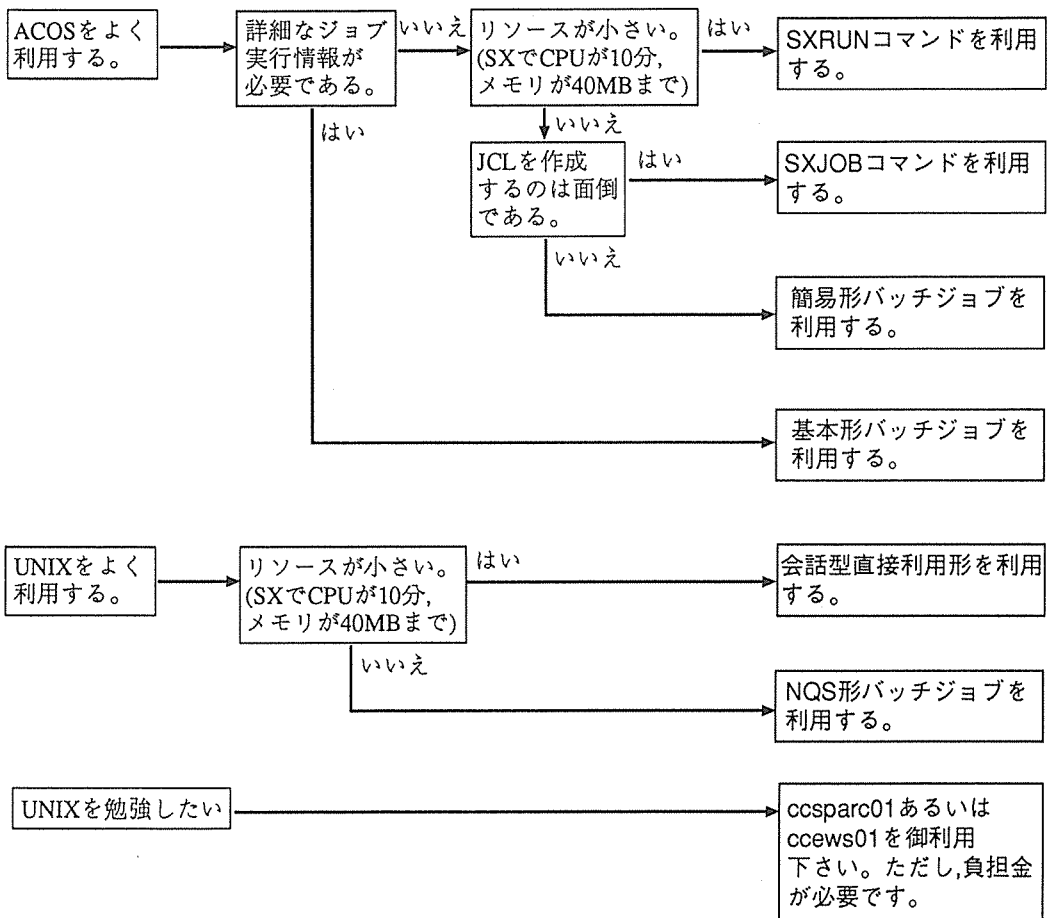 ACOSをよく
利用する。
詳細なジョブ
実行情報が
必要である。
いいえ
リソースが小さい。
(SXでCPUが10分,
メモリが40MBまで)
はい
SXRUNコマンドを利用
する。
はい
いいえ
JCLを作成
するのは面倒
である。
はい
SXJOBコマンドを利用
する。
いいえ
簡易形バッチジョブを
利用する。
基本形バッチジョブを
利用する。
UNIXをよく
利用する。
リソースが小さい。
(SXでCPUが10分,
メモリが40MBまで)
はい
会話型直接利用形を利用
する。
いいえ
NQS形バッチジョブを
利用する。
UNIXを勉強したい
ccsparc01あるいは
ccews01を御利用
下さい。ただし,負担金
が必要です。